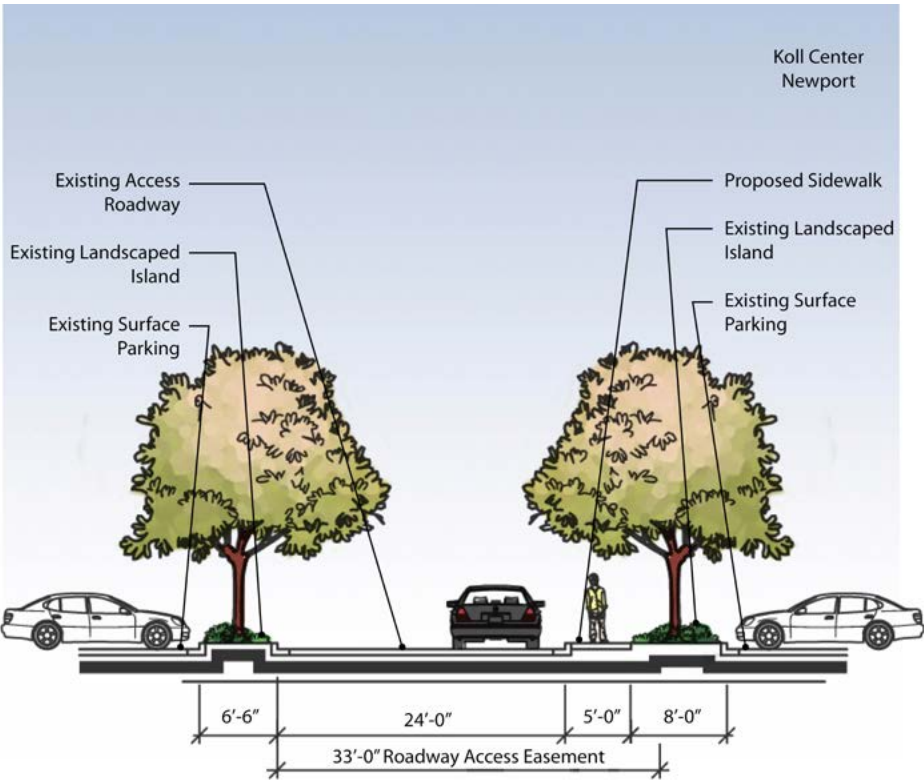 Koll Center
Newport
Existing Access
Roadway
Existing Landscaped
Island
Existing Surface
Parking
Proposed Sidewalk
Existing Landscaped
Island
Existing Surface
Parking
6'-6"
24'-0"
5'-0"
8'-0"
33'-0" Roadway Access Easement